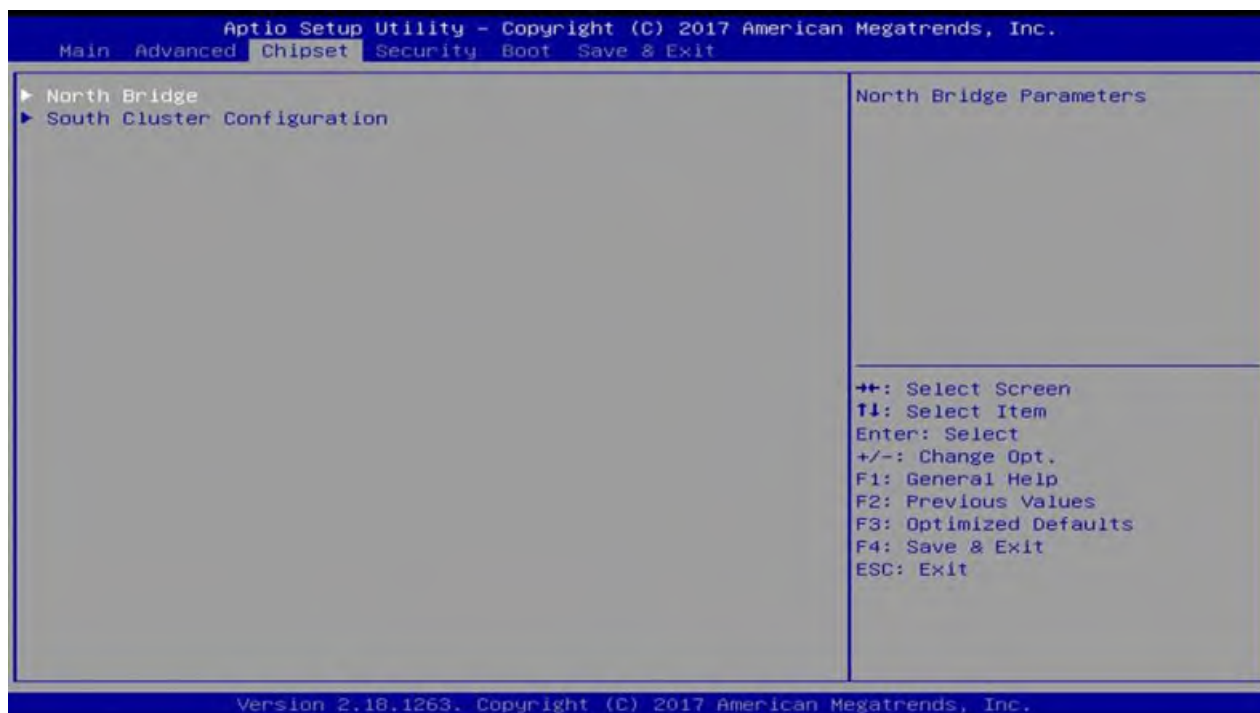 Aptio Setup Utility – Copyright (C) 2017 American Megatrends, Inc.
Main Advanced Chipset Security Boot Save & Exit
► North Bridge
► South Cluster Configuration
North Bridge Parameters
→←: Select Screen
↑↓: Select Item
Enter: Select
+/-: Change Opt.
F1: General Help
F2: Previous Values
F3: Optimized Defaults
F4: Save & Exit
ESC: Exit
Version 2.18.1263. Copyright (C) 2017 American Megatrends, Inc.